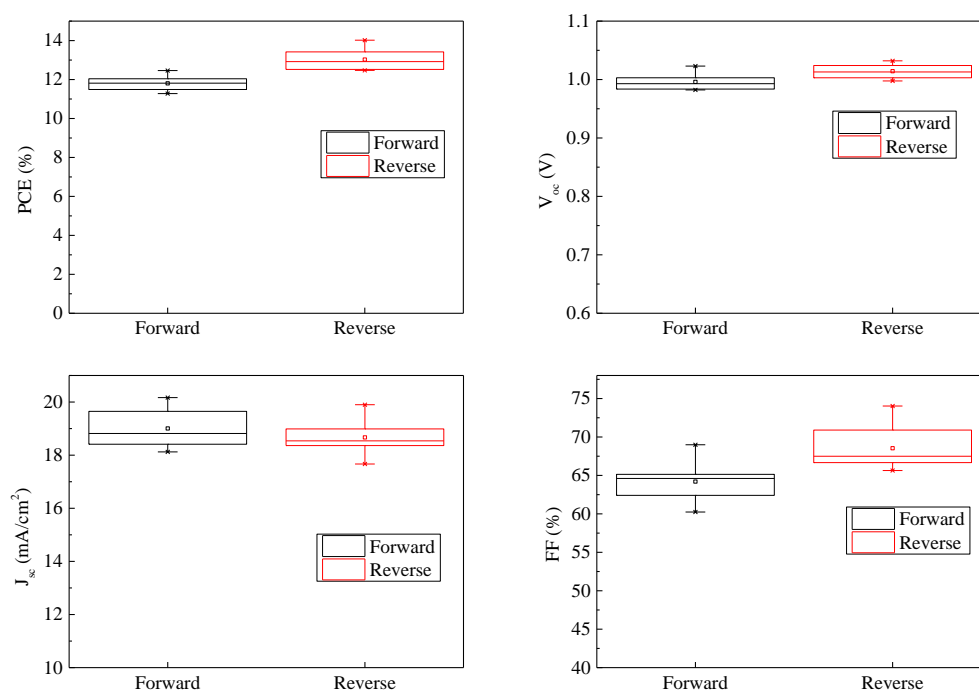 PCE (%)
14
12
10
8
6
4
2
0
Forward
Reverse
Forward
Reverse
V_oc (V)
1.1
1.0
0.9
0.8
0.7
0.6
Forward
Reverse
Forward
Reverse
J_sc (mA/cm²)
20
18
16
14
12
10
Forward
Reverse
Forward
Reverse
FF (%)
75
70
65
60
55
50
45
40
Forward
Reverse
Forward
Reverse